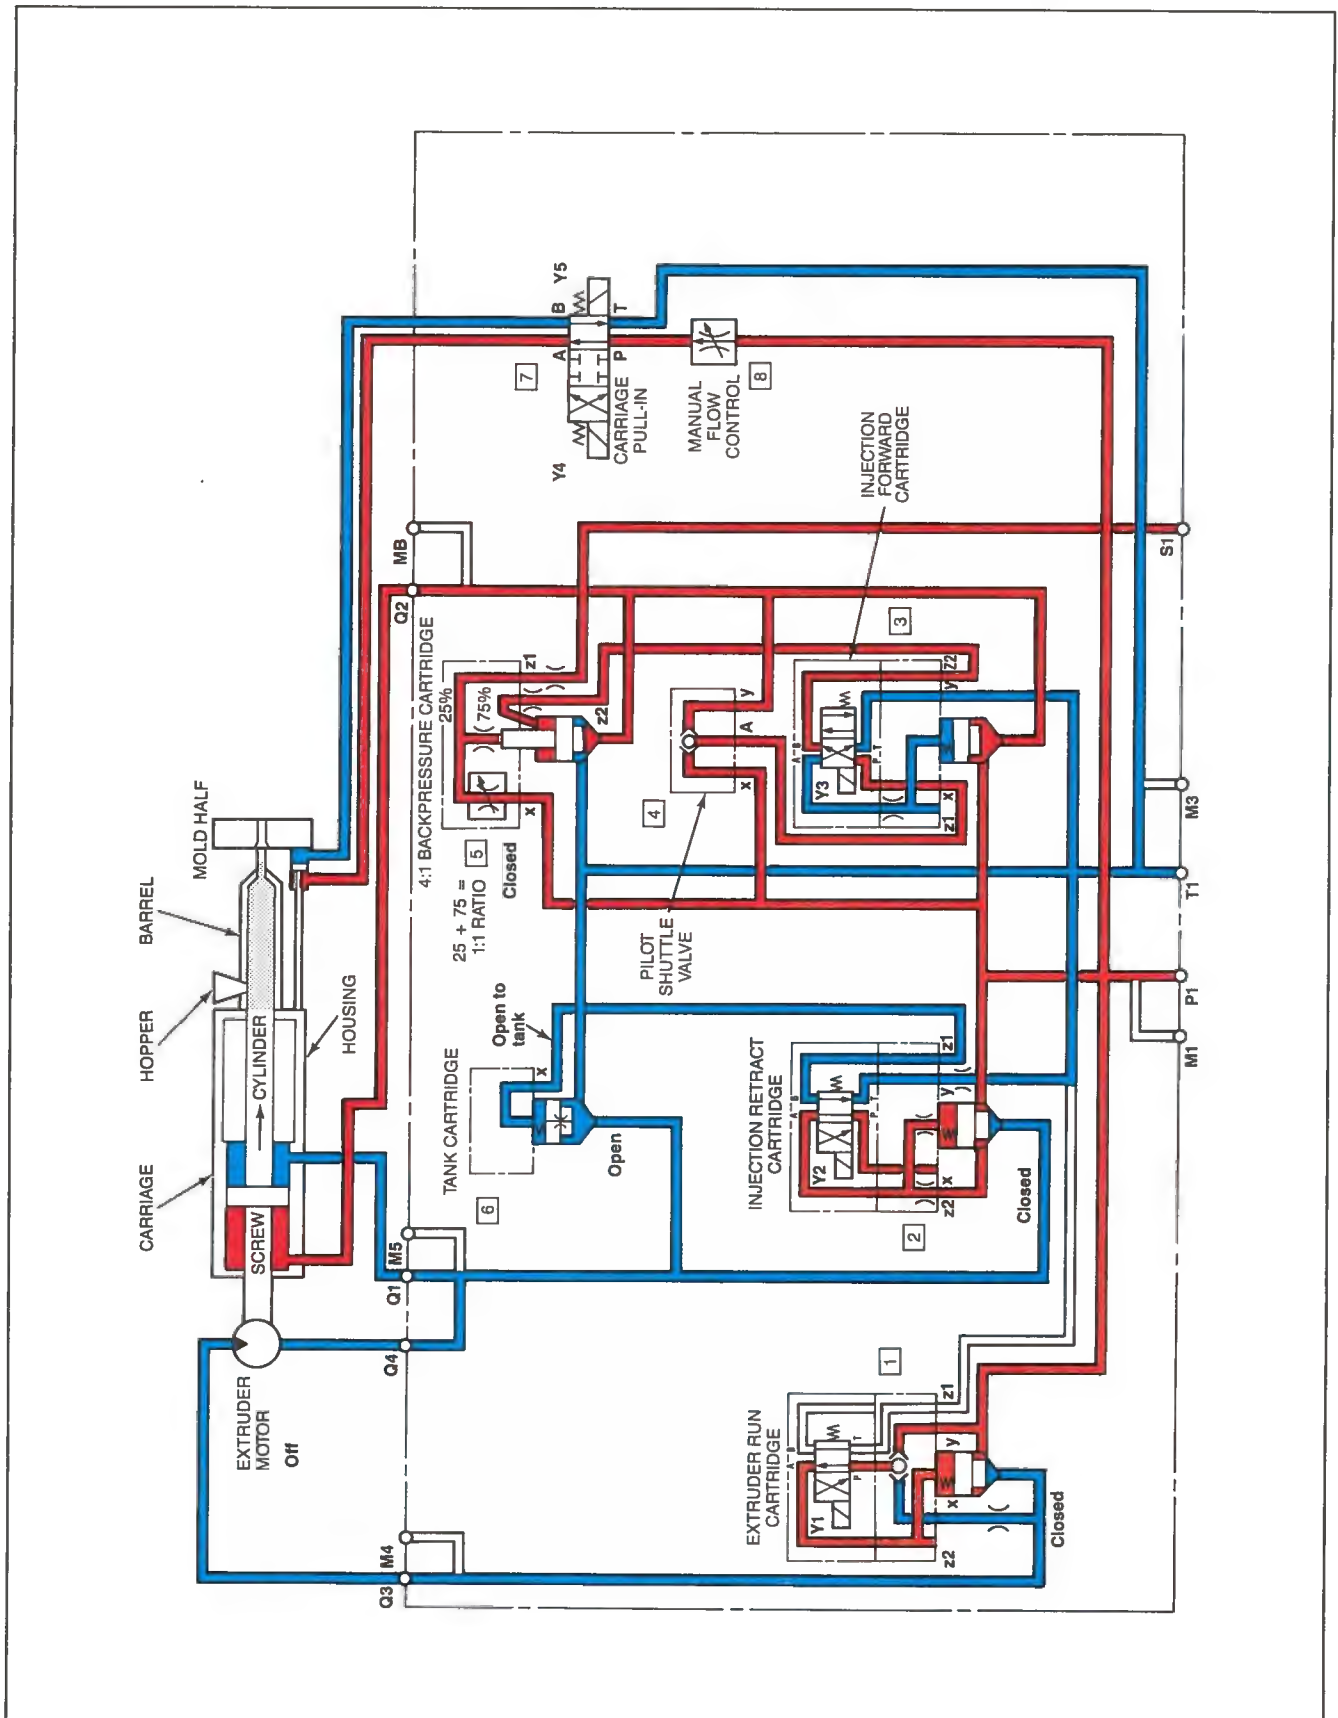 CARRIAGE
HOPPER
BARREL
MOLD HALF
SCREW
CYLINDER
HOUSING
EXTRUDER
MOTOR
Off
Q3
M4
Q4
Q1
M5
Q2
MB
TANK CARTRIDGE
6
x
Open to
tank
Open
4:1 BACKPRESSURE CARTRIDGE
25%
75%
z1
z2
x
25 + 75 =
1:1 RATIO
5
Closed
7
A
B
P
T
Y4
Y5
CARRIAGE
PULL-IN
MANUAL
FLOW
CONTROL
8
4
x
A
y
PILOT
SHUTTLE
VALVE
INJECTION
FORWARD
CARTRIDGE
3
A
B
Y3
P
T
z1
x
y
Z2
INJECTION RETRACT
CARTRIDGE
2
A
B
Y2
P
T
z2
x
y
z1
Closed
EXTRUDER RUN
CARTRIDGE
1
A
B
Y1
P
T
z2
x
y
z1
Closed
M1
P1
T1
M3
S1